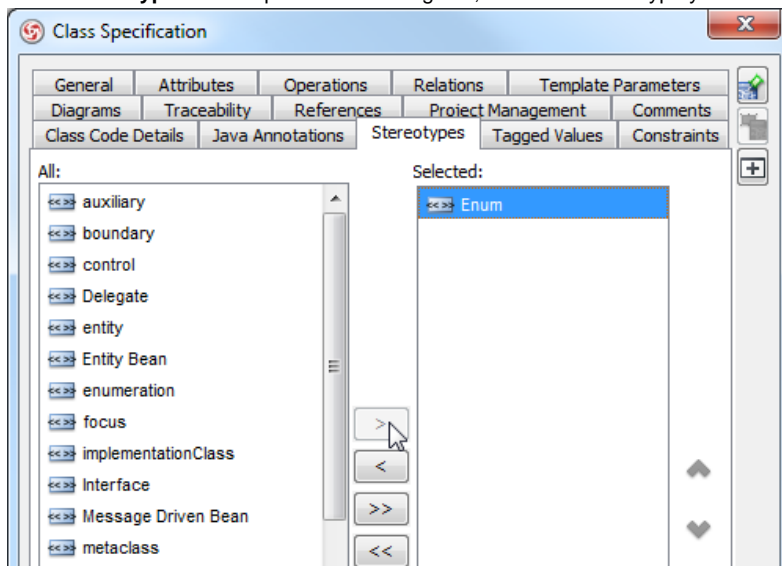 Class Specification
General Attributes Operations Relations Template Parameters
Diagrams Traceability References Project Management Comments
Class Code Details Java Annotations Stereotypes Tagged Values Constraints
All:
Selected:
<<>> auxiliary
<<>> boundary
<<>> control
<<>> Delegate
<<>> entity
<<>> Entity Bean
<<>> enumeration
<<>> focus
<<>> implementationClass
<<>> Interface
<<>> Message Driven Bean
<<>> metaclass
>
<
>>
<<
<<>> Enum